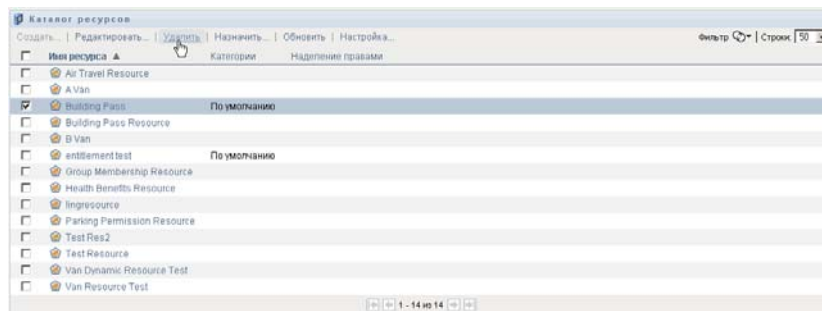 Каталог ресурсов
Создать... | Редактировать... | Удалить | Назначить... | Обновить | Настройка... Фильтр | Строки: 50
Имя ресурса Категории Наделение правами
Air Travel Resource
A Van
Building Pass По умолчанию
Building Pass Resource
B Van
entitlement test По умолчанию
Group Membership Resource
Health Benefits Resource
lingresource
Parking Permission Resource
Test Res2
Test Resource
Van Dynamic Resource Test
Van Resource Test
1 - 14 из 14